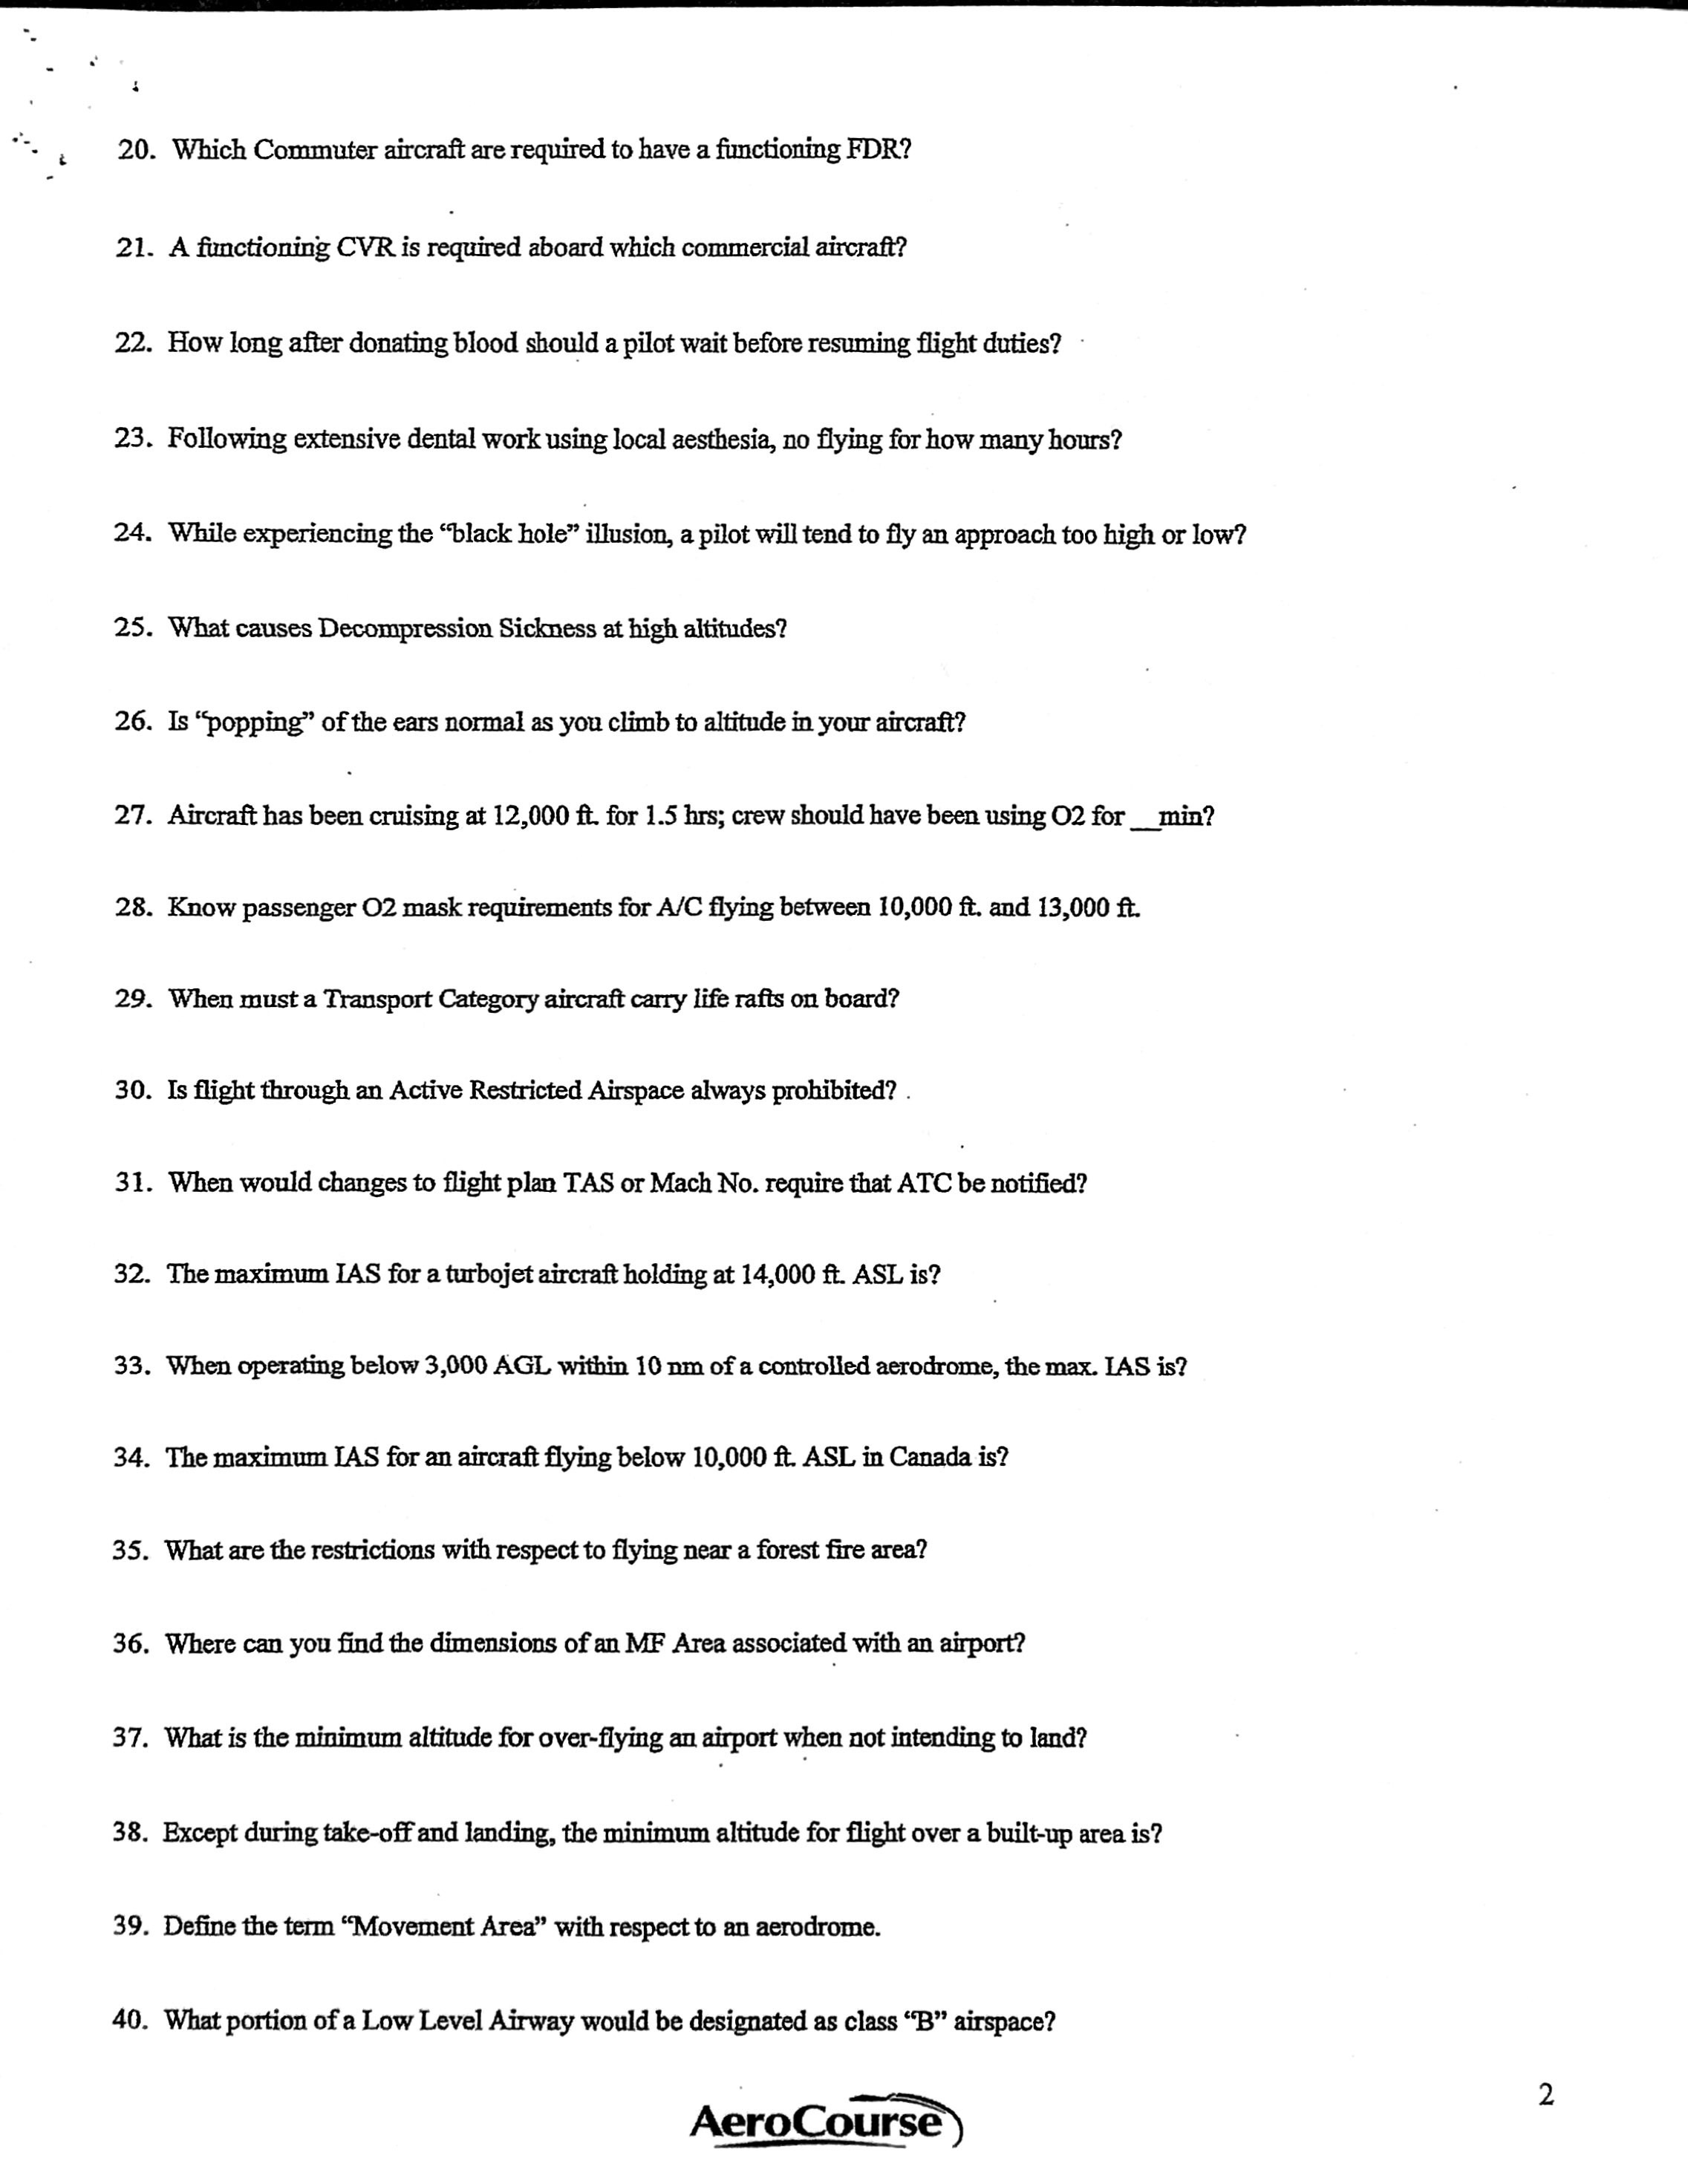 20. Which Commuter aircraft are required to have a functioning FDR?
21. A functioning CVR is required aboard which commercial aircraft?
22. How long after donating blood should a pilot wait before resuming flight duties?
23. Following extensive dental work using local aesthesia, no flying for how many hours?
24. While experiencing the “black hole” illusion, a pilot will tend to fly an approach too high or low?
25. What causes Decompression Sickness at high altitudes?
26. Is “popping” of the ears normal as you climb to altitude in your aircraft?
27. Aircraft has been cruising at 12,000 ft. for 1.5 hrs; crew should have been using O2 for __min?
28. Know passenger O2 mask requirements for A/C flying between 10,000 ft. and 13,000 ft.
29. When must a Transport Category aircraft carry life rafts on board?
30. Is flight through an Active Restricted Airspace always prohibited?
31. When would changes to flight plan TAS or Mach No. require that ATC be notified?
32. The maximum IAS for a turbojet aircraft holding at 14,000 ft. ASL is?
33. When operating below 3,000 AGL within 10 nm of a controlled aerodrome, the max. IAS is?
34. The maximum IAS for an aircraft flying below 10,000 ft. ASL in Canada is?
35. What are the restrictions with respect to flying near a forest fire area?
36. Where can you find the dimensions of an MF Area associated with an airport?
37. What is the minimum altitude for over-flying an airport when not intending to land?
38. Except during take-off and landing, the minimum altitude for flight over a built-up area is?
39. Define the term “Movement Area” with respect to an aerodrome.
40. What portion of a Low Level Airway would be designated as class “B” airspace?
2
AeroCourse